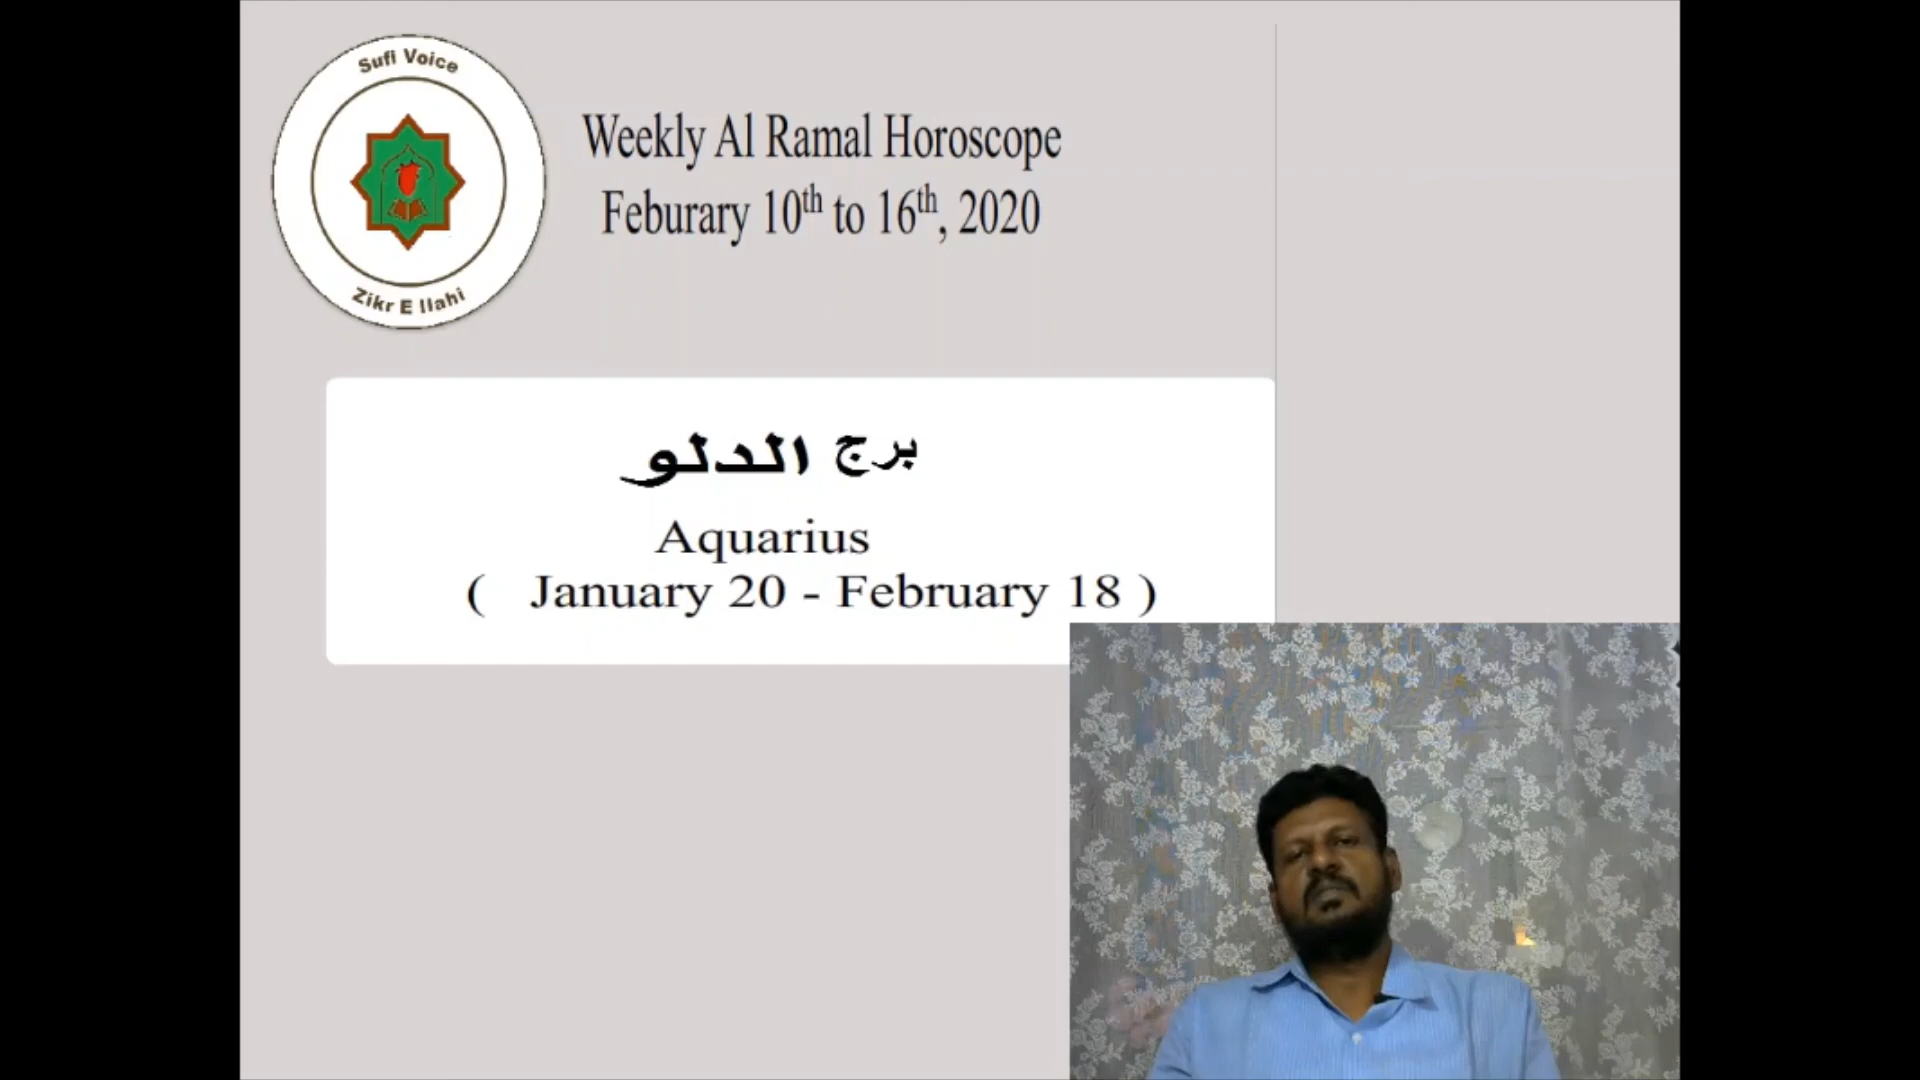 Sufi Voice
Zikr E Ilahi
Weekly Al Ramal Horoscope
Feburary 10th to 16th, 2020
برج الدلو
Aquarius
( January 20 - February 18 )